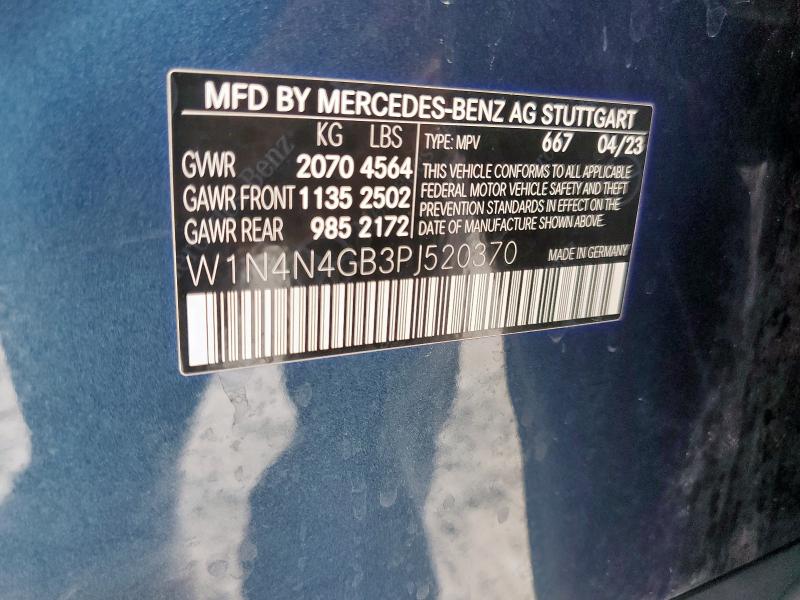 MFD BY MERCEDES-BENZ AG STUTTGART
KG LBS
GVWR 2070 4564
GAWR FRONT 1135 2502
GAWR REAR 985 2172
TYPE: MPV 667 04/23
THIS VEHICLE CONFORMS TO ALL APPLICABLE
FEDERAL MOTOR VEHICLE SAFETY AND THEFT
PREVENTION STANDARDS IN EFFECT ON THE
DATE OF MANUFACTURE SHOWN ABOVE.
W1N4N4GB3PJ520370
MADE IN GERMANY